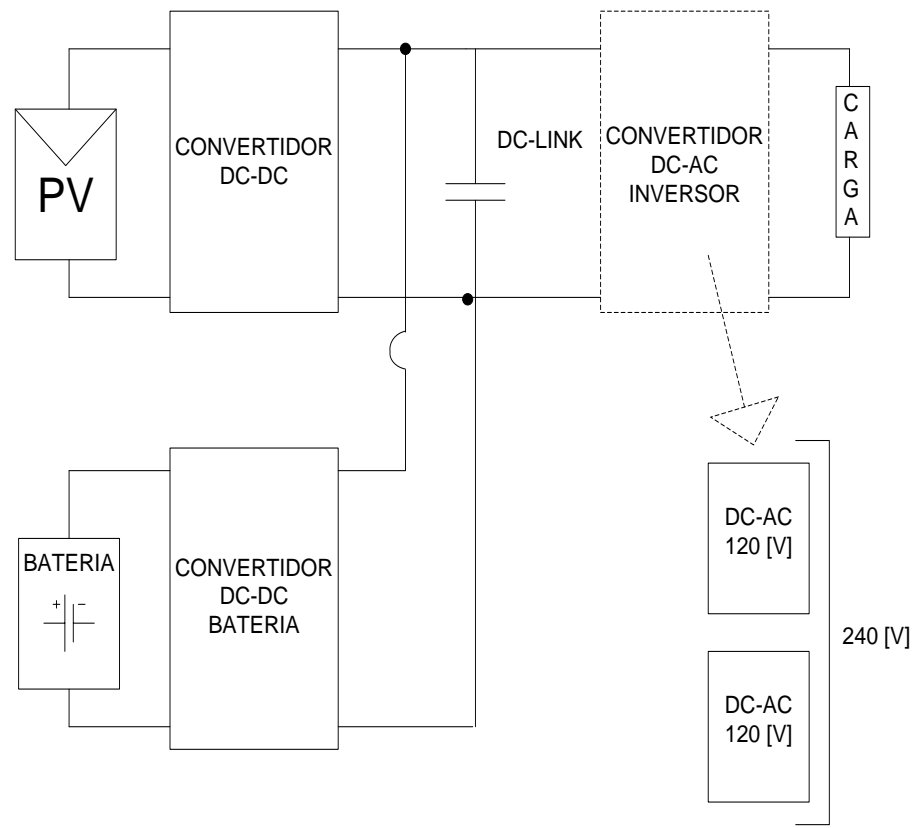 PV
CONVERTIDOR
DC-DC
DC-LINK
CONVERTIDOR
DC-AC
INVERSOR
C
A
R
G
A
BATERIA
+ -
CONVERTIDOR
DC-DC
BATERIA
DC-AC
120 [V]
DC-AC
120 [V]
240 [V]